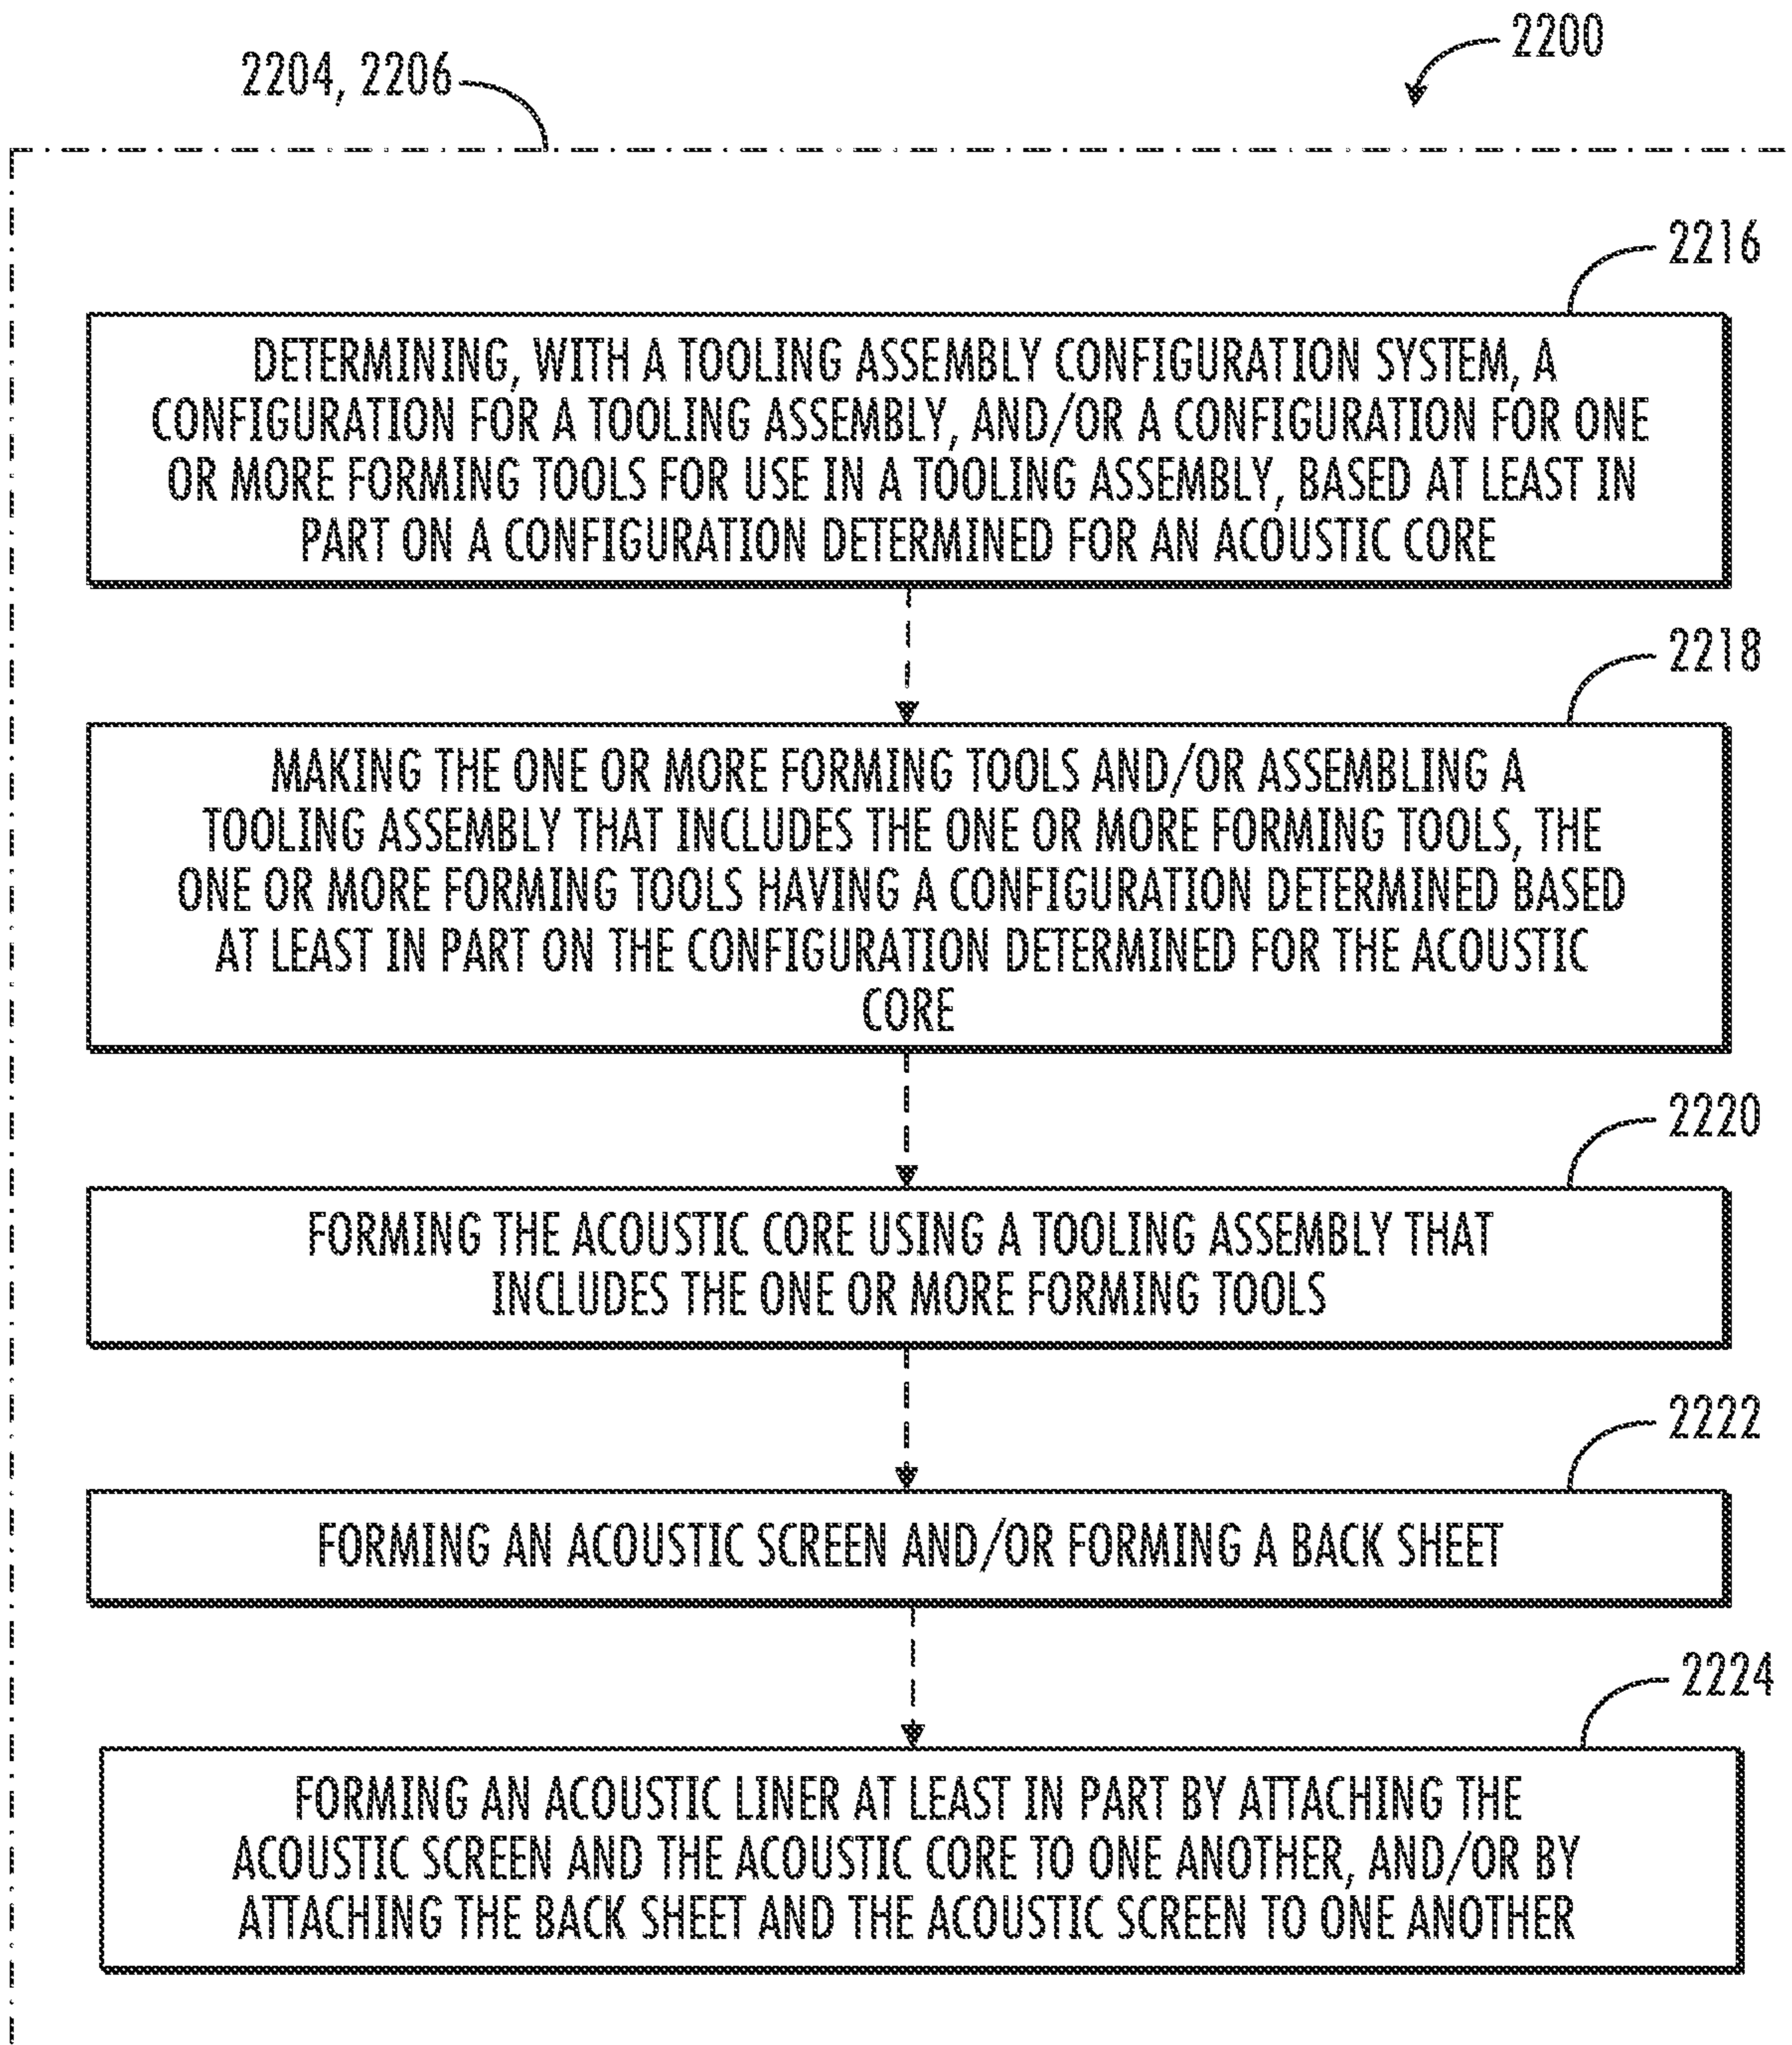 2200
2204, 2206
2216
DETERMINING, WITH A TOOLING ASSEMBLY CONFIGURATION SYSTEM, A
CONFIGURATION FOR A TOOLING ASSEMBLY, AND/OR A CONFIGURATION FOR ONE
OR MORE FORMING TOOLS FOR USE IN A TOOLING ASSEMBLY, BASED AT LEAST IN
PART ON A CONFIGURATION DETERMINED FOR AN ACOUSTIC CORE
2218
MAKING THE ONE OR MORE FORMING TOOLS AND/OR ASSEMBLING A
TOOLING ASSEMBLY THAT INCLUDES THE ONE OR MORE FORMING TOOLS, THE
ONE OR MORE FORMING TOOLS HAVING A CONFIGURATION DETERMINED BASED
AT LEAST IN PART ON THE CONFIGURATION DETERMINED FOR THE ACOUSTIC
CORE
2220
FORMING THE ACOUSTIC CORE USING A TOOLING ASSEMBLY THAT
INCLUDES THE ONE OR MORE FORMING TOOLS
2222
FORMING AN ACOUSTIC SCREEN AND/OR FORMING A BACK SHEET
2224
FORMING AN ACOUSTIC LINER AT LEAST IN PART BY ATTACHING THE
ACOUSTIC SCREEN AND THE ACOUSTIC CORE TO ONE ANOTHER, AND/OR BY
ATTACHING THE BACK SHEET AND THE ACOUSTIC SCREEN TO ONE ANOTHER